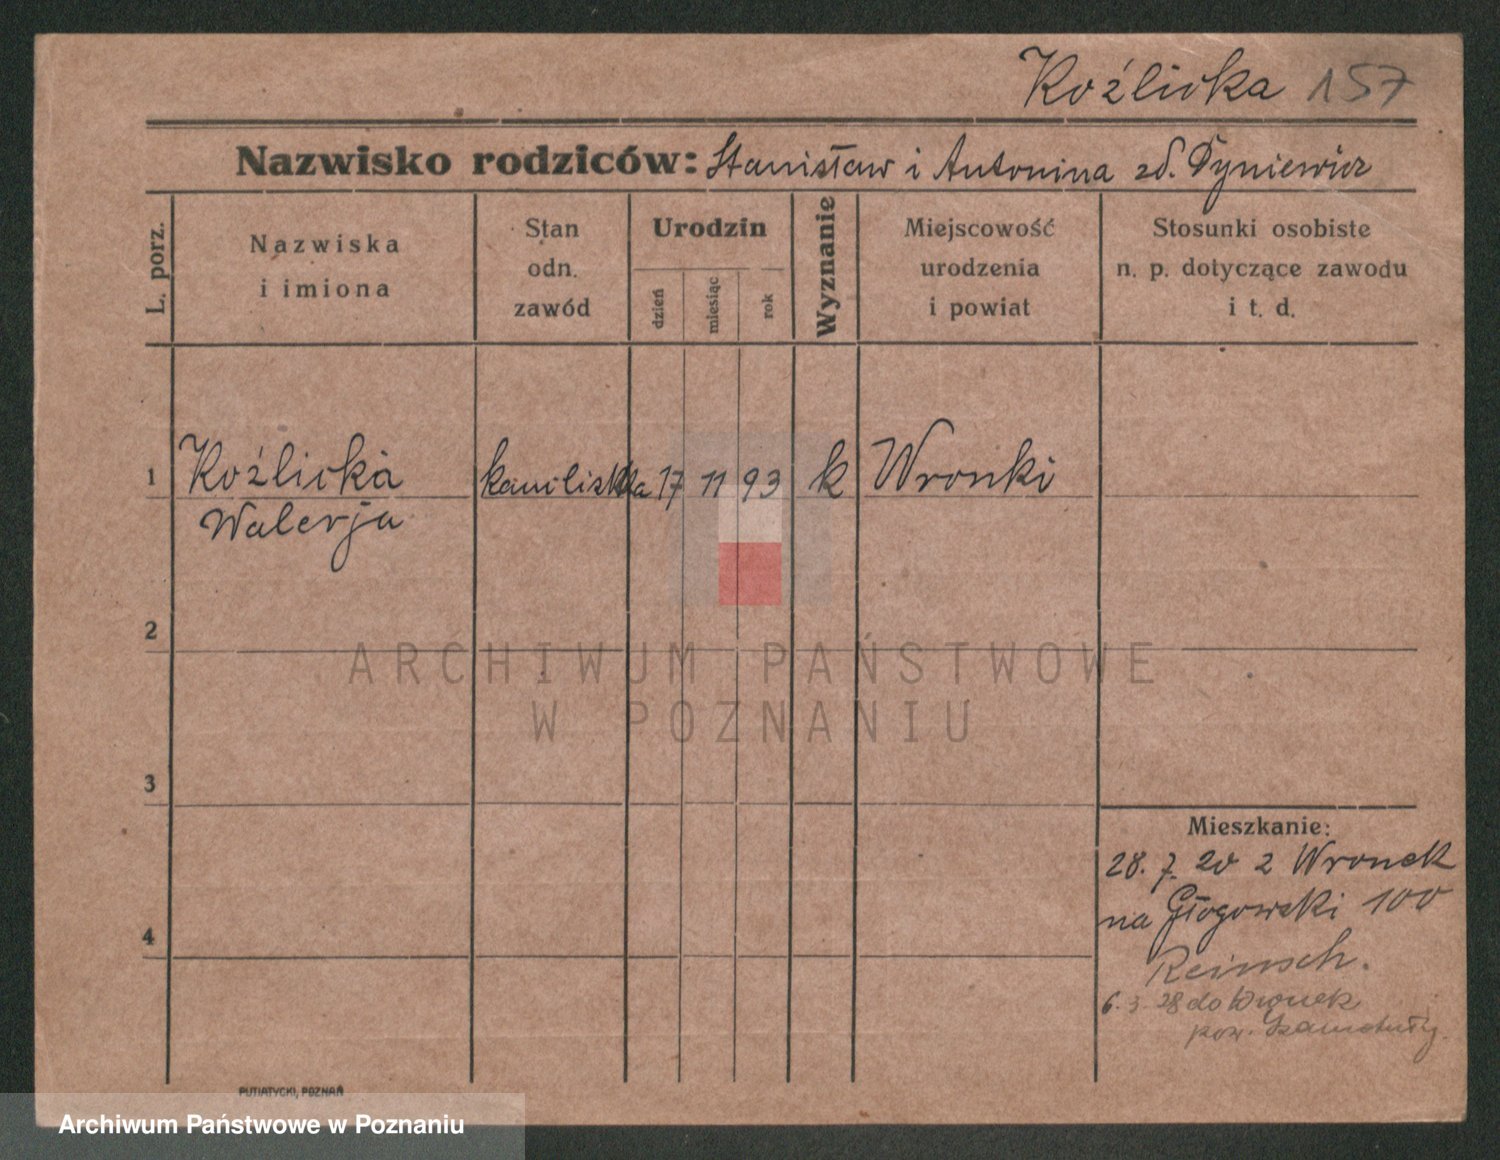 Koźlicka 157
Nazwisko rodziców: Stanisław i Antonina zd. Dyniewicz
L. porz.
Nazwiska
i imiona
Stan
odn.
zawód
Urodzin
dzień
miesiąc
rok
Wyznanie
Miejscowość
urodzenia
i powiat
Stosunki osobiste
n. p. dotyczące zawodu
i t. d.
1 Koźlicka 17 11 93 k Wronki
Walerja
2
ARCHIWUM PAŃSTWOWE
W POZNANIU
3
4
Mieszkanie:
28. 7. 20 z Wronek
na Głogowski 100
Reinsch.
6. 3. 28 do Wronek
pow. Szamotuły.
PUTIATYCKI, POZNAŃ
Archiwum Państwowe w Poznaniu